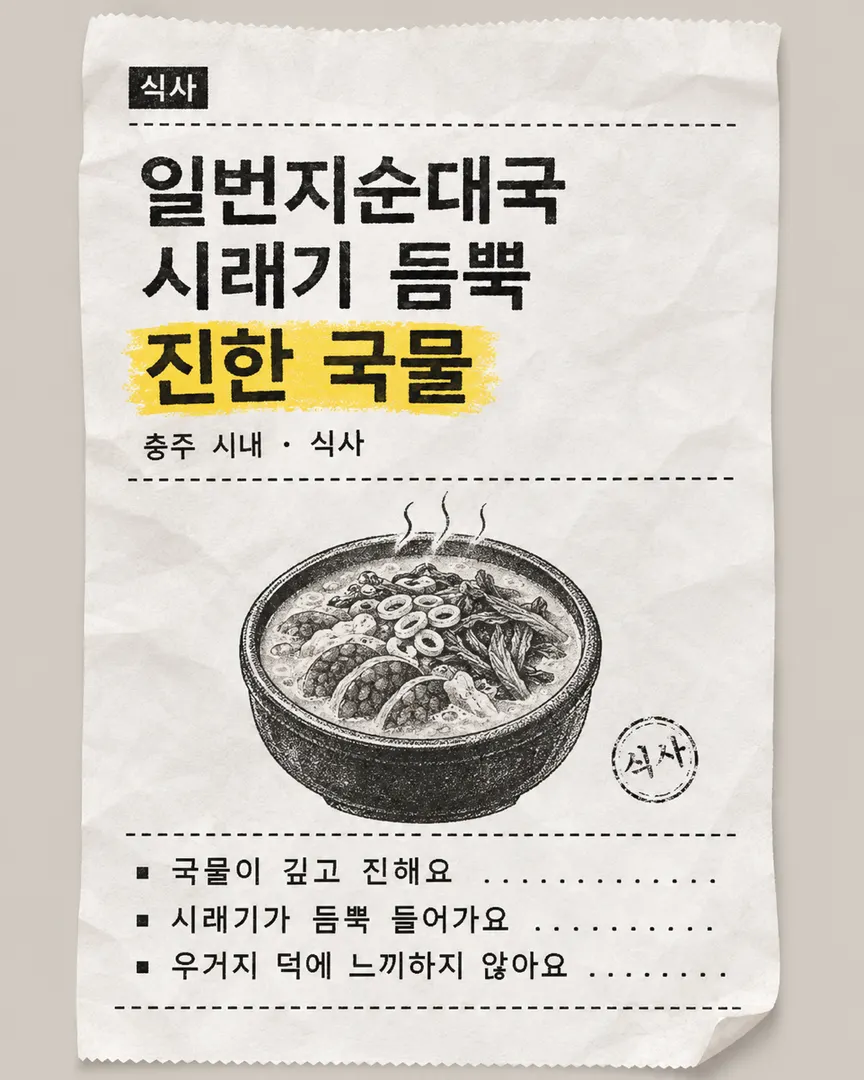 식사
일번지순대국
시래기 듬뿍
진한 국물
충주 시내 · 식사
식사
■ 국물이 깊고 진해요 .............
■ 시래기가 듬뿍 들어가요 ..........
■ 우거지 덕에 느끼하지 않아요 ........